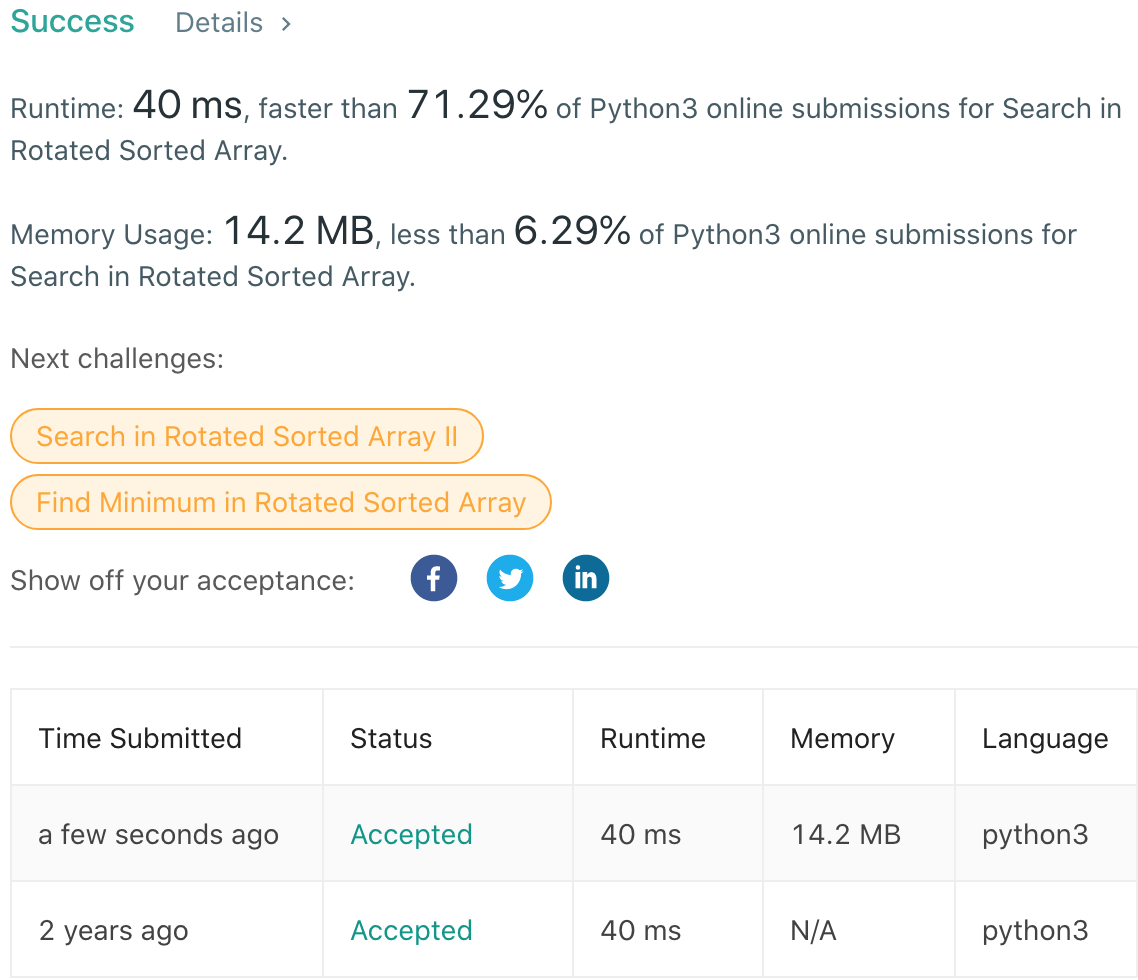 Success Details >
Runtime: 40 ms, faster than 71.29% of Python3 online submissions for Search in
Rotated Sorted Array.
Memory Usage: 14.2 MB, less than 6.29% of Python3 online submissions for
Search in Rotated Sorted Array.
Next challenges:
Search in Rotated Sorted Array II
Find Minimum in Rotated Sorted Array
Show off your acceptance: f in
Time Submitted Status Runtime Memory Language
a few seconds ago Accepted 40 ms 14.2 MB python3
2 years ago Accepted 40 ms N/A python3